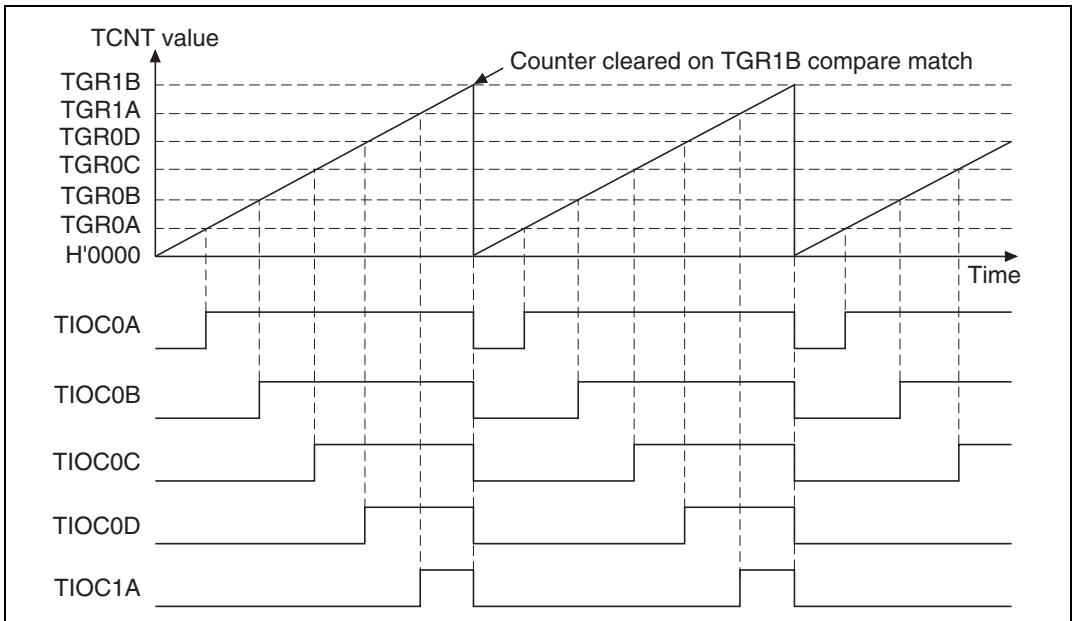 TCNT value
Counter cleared on TGR1B compare match
TGR1B
TGR1A
TGR0D
TGR0C
TGR0B
TGR0A
H'0000
Time
TIOC0A
TIOC0B
TIOC0C
TIOC0D
TIOC1A